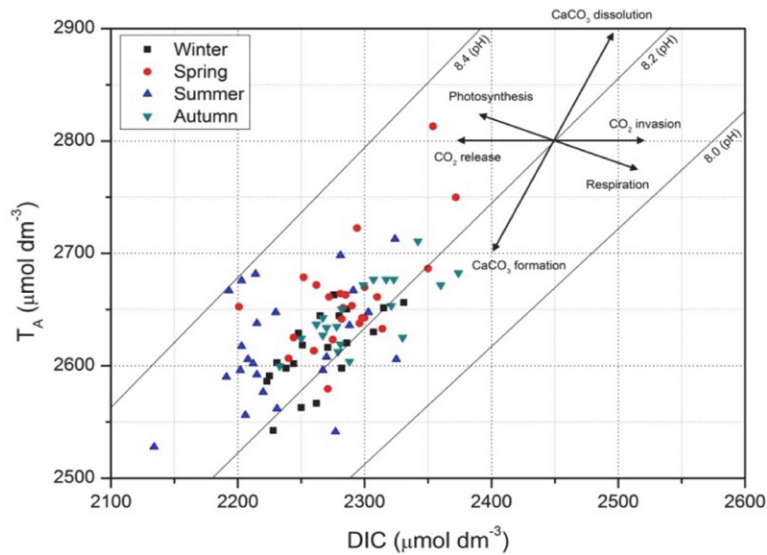 CaCO₃ dissolution
2900
Winter
Spring
Summer
Autumn
8.4 (pH)
8.2 (pH)
Photosynthesis
2800
CO₂ invasion
CO₂ release
8.0 (pH)
Respiration
2700
CaCO₃ formation
2600
2500
2100
2200
2300
2400
2500
2600
T_A (μmol dm⁻³)
DIC (μmol dm⁻³)